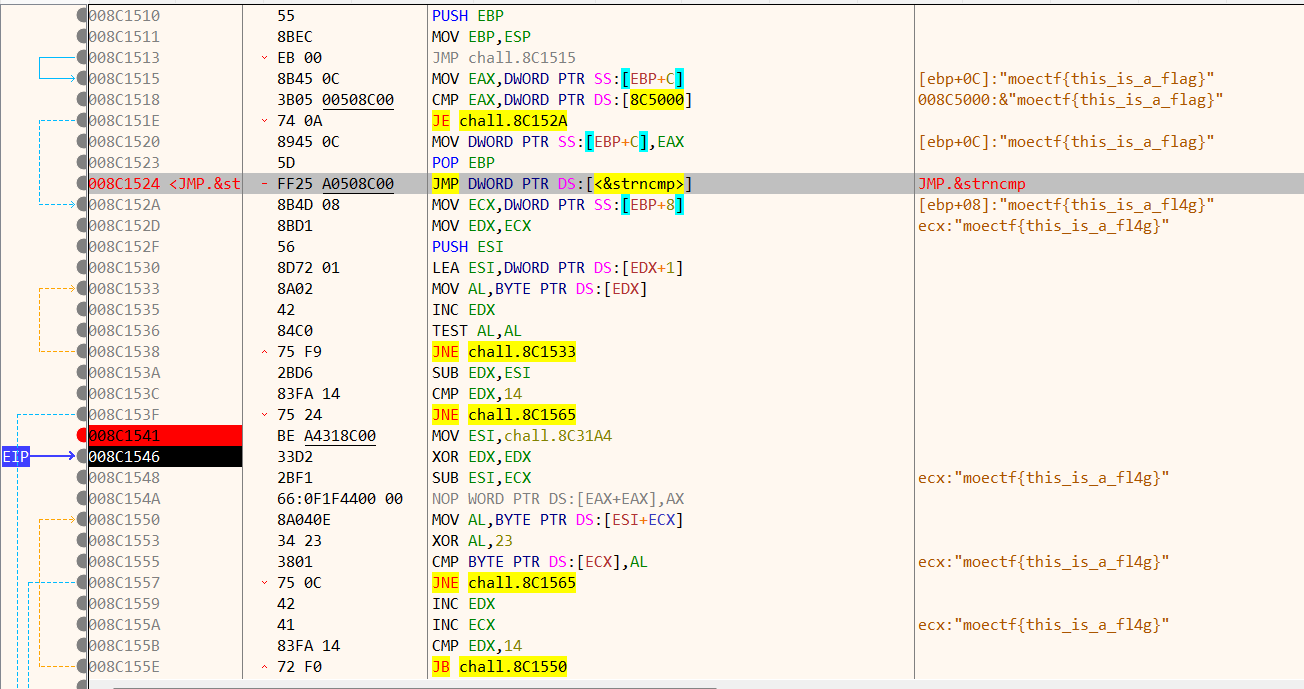 008C1510 55 PUSH EBP
008C1511 8BEC MOV EBP,ESP
008C1513 EB 00 JMP chall.8C1515
008C1515 8B45 0C MOV EAX,DWORD PTR SS:[EBP+C] [ebp+0C]:"moectf{this_is_a_flag}"
008C1518 3B05 00508C00 CMP EAX,DWORD PTR DS:[8C5000] 008C5000:&"moectf{this_is_a_flag}"
008C151E 74 0A JE chall.8C152A
008C1520 8945 0C MOV DWORD PTR SS:[EBP+C],EAX [ebp+0C]:"moectf{this_is_a_flag}"
008C1523 5D POP EBP
008C1524 <JMP.&st - FF25 A0508C00 JMP DWORD PTR DS:[<&strncmp>] JMP.&strncmp
008C152A 8B4D 08 MOV ECX,DWORD PTR SS:[EBP+8] [ebp+08]:"moectf{this_is_a_fl4g}"
008C152D 8BD1 MOV EDX,ECX ecx:"moectf{this_is_a_fl4g}"
008C152F 56 PUSH ESI
008C1530 8D72 01 LEA ESI,DWORD PTR DS:[EDX+1]
008C1533 8A02 MOV AL,BYTE PTR DS:[EDX]
008C1535 42 INC EDX
008C1536 84C0 TEST AL,AL
008C1538 75 F9 JNE chall.8C1533
008C153A 2BD6 SUB EDX,ESI
008C153C 83FA 14 CMP EDX,14
008C153F 75 24 JNE chall.8C1565
008C1541 BE A4318C00 MOV ESI,chall.8C31A4
EIP 008C1546 33D2 XOR EDX,EDX
008C1548 2BF1 SUB ESI,ECX ecx:"moectf{this_is_a_fl4g}"
008C154A 66:0F1F4400 00 NOP WORD PTR DS:[EAX+EAX],AX
008C1550 8A040E MOV AL,BYTE PTR DS:[ESI+ECX]
008C1553 34 23 XOR AL,23
008C1555 3801 CMP BYTE PTR DS:[ECX],AL ecx:"moectf{this_is_a_fl4g}"
008C1557 75 0C JNE chall.8C1565
008C1559 42 INC EDX
008C155A 41 INC ECX ecx:"moectf{this_is_a_fl4g}"
008C155B 83FA 14 CMP EDX,14
008C155E 72 F0 JB chall.8C1550